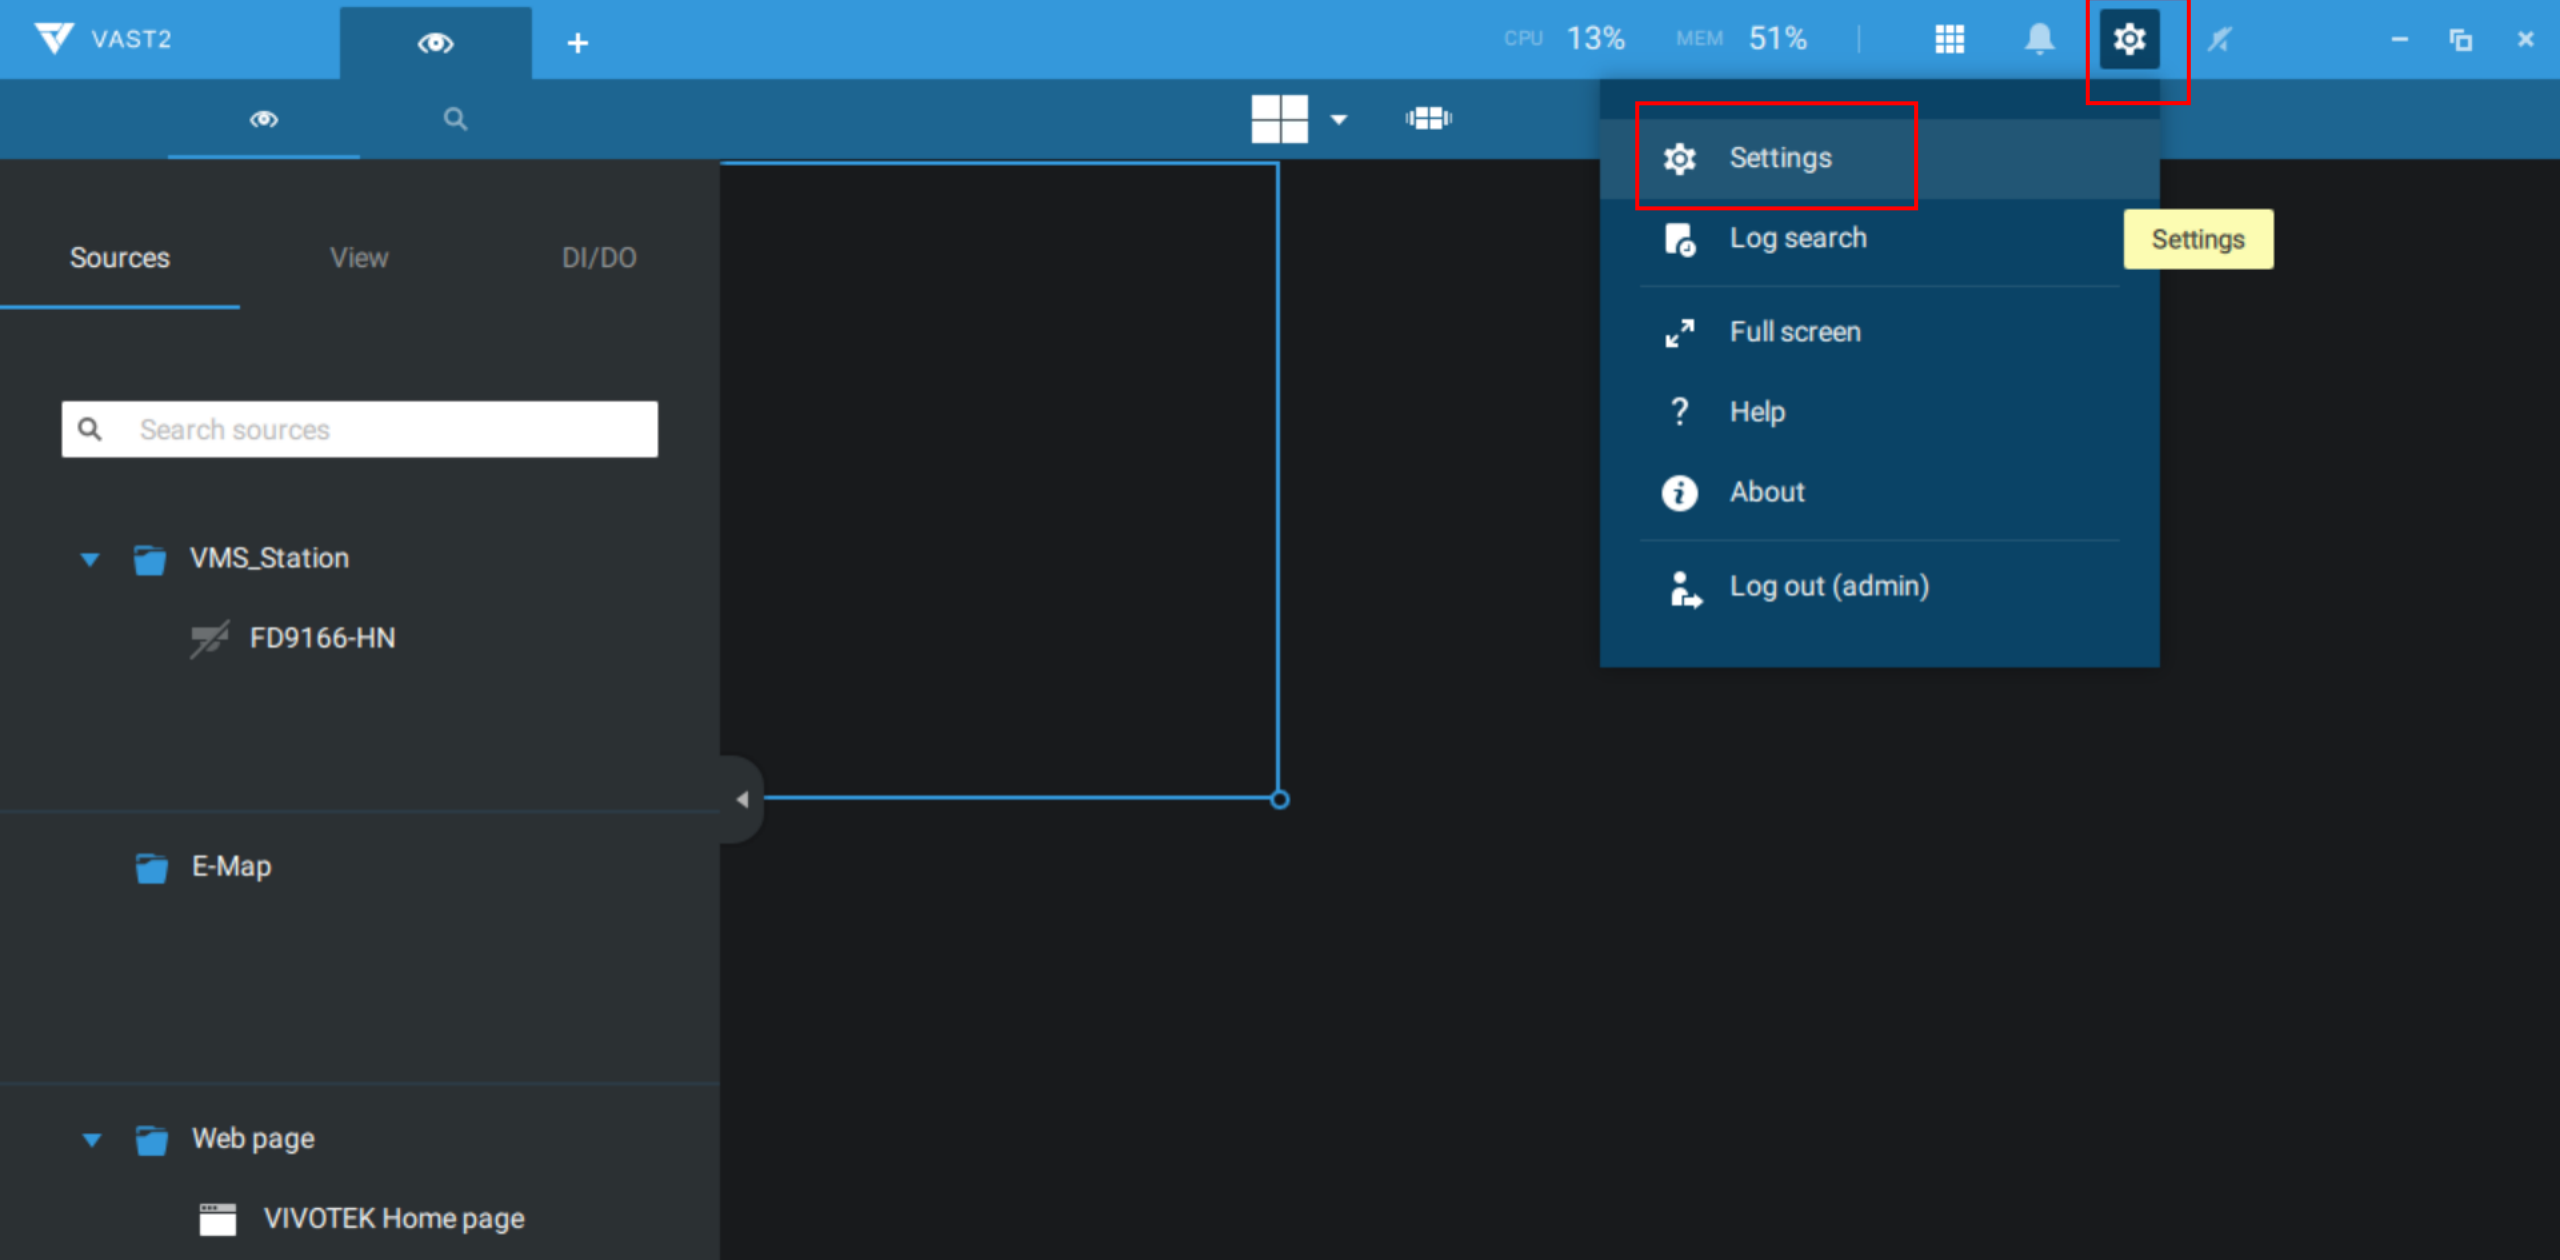 VAST2
CPU 13% MEM 51%
Settings
Log search
Settings
Full screen
?
Help
About
Log out (admin)
Sources View DI/DO
Search sources
VMS_Station
FD9166-HN
E-Map
Web page
VIVOTEK Home page